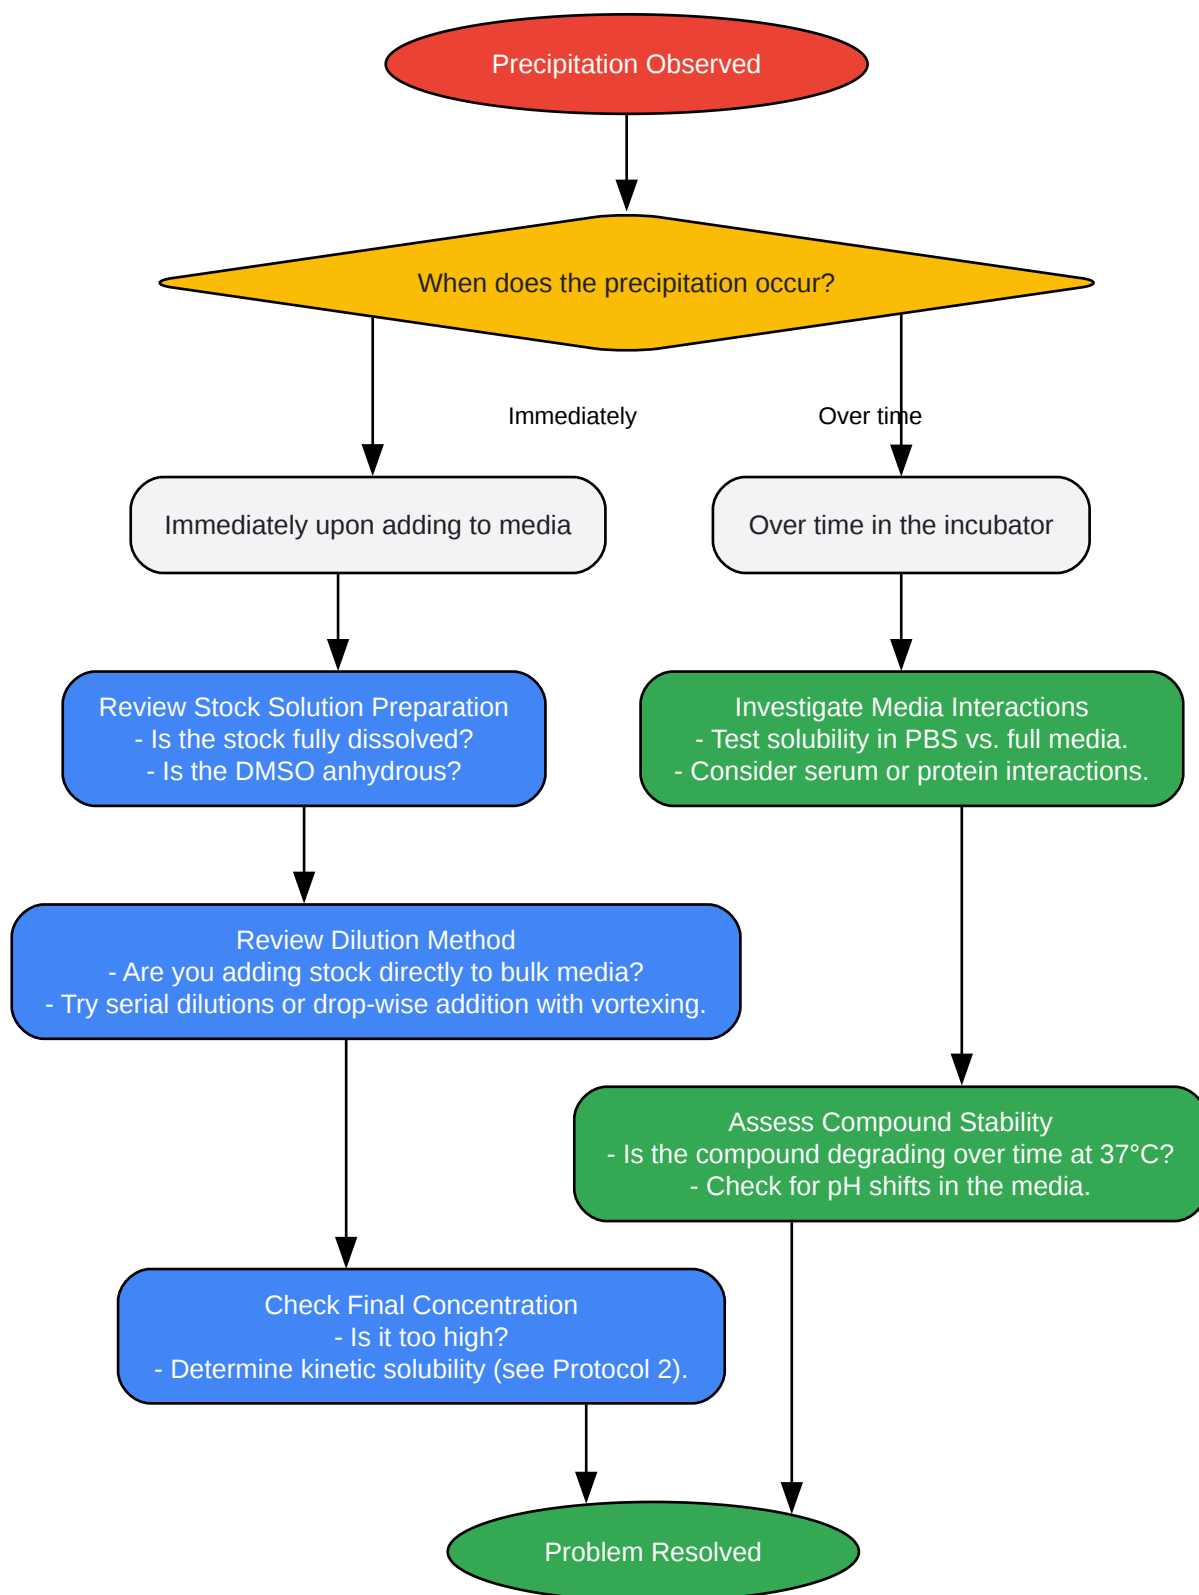 Precipitation Observed
When does the precipitation occur?
Immediately
Over time
Immediately upon adding to media
Over time in the incubator
Review Stock Solution Preparation
- Is the stock fully dissolved?
- Is the DMSO anhydrous?
Investigate Media Interactions
- Test solubility in PBS vs. full media.
- Consider serum or protein interactions.
Review Dilution Method
- Are you adding stock directly to bulk media?
- Try serial dilutions or drop-wise addition with vortexing.
Assess Compound Stability
- Is the compound degrading over time at 37°C?
- Check for pH shifts in the media.
Check Final Concentration
- Is it too high?
- Determine kinetic solubility (see Protocol 2).
Problem Resolved